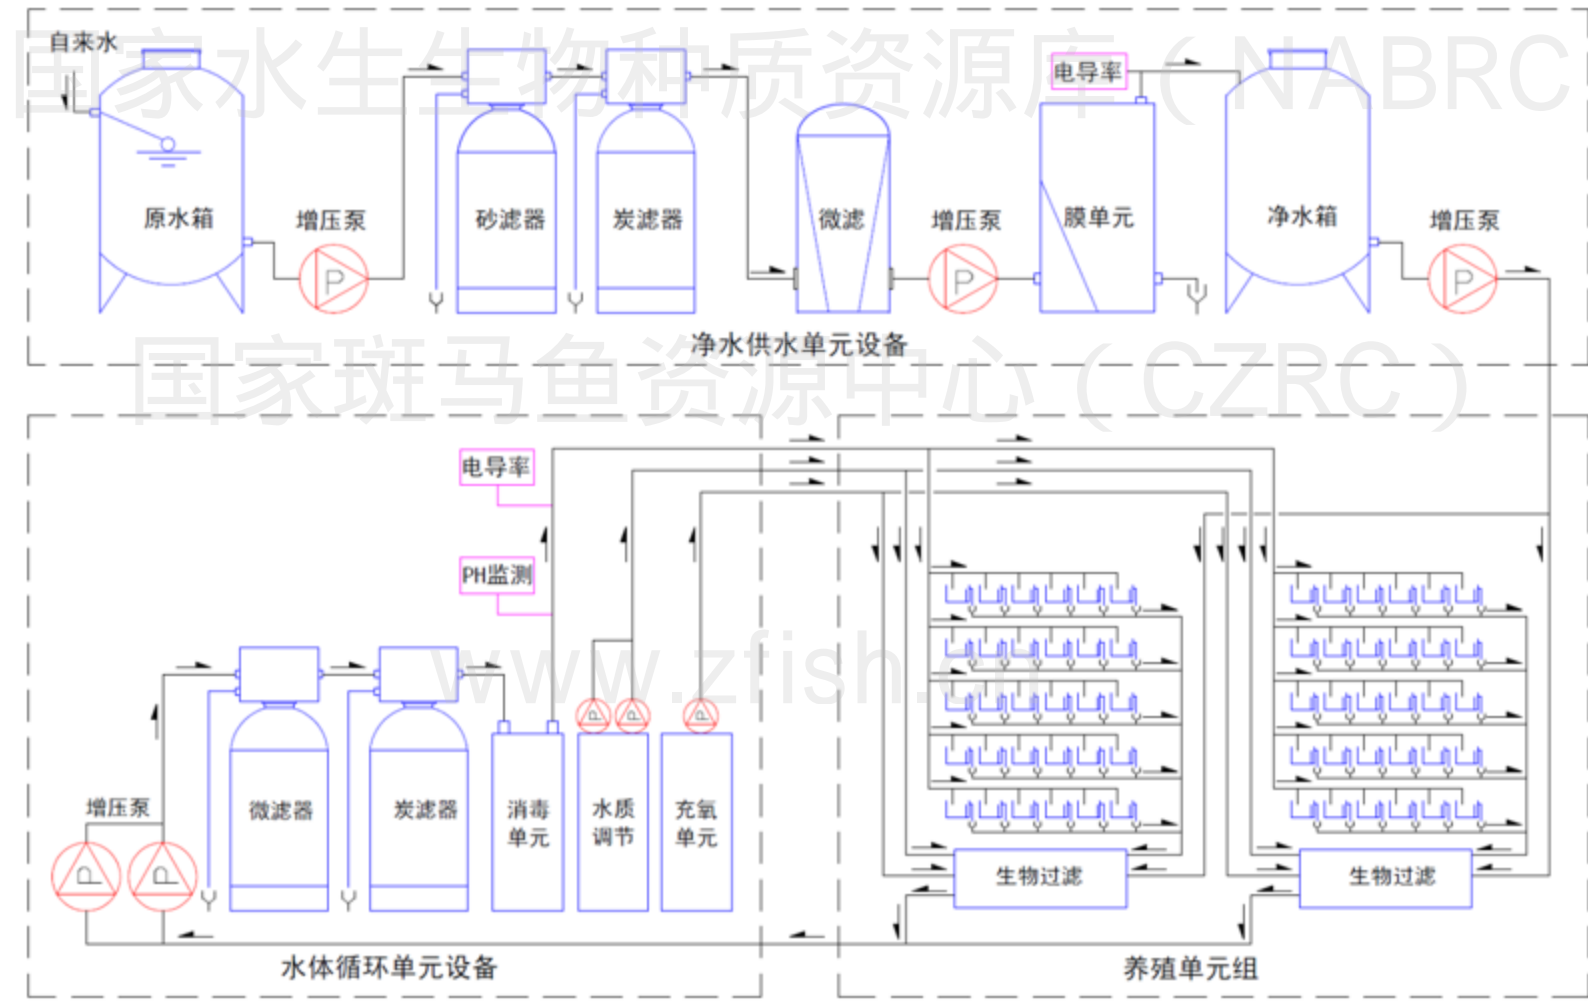 国家水生生物种质资源库（NABRC
自来水
电导率
原水箱
增压泵
砂滤器
炭滤器
微滤
增压泵
膜单元
净水箱
增压泵
P
P
P
净水供水单元设备
国家斑马鱼资源中心（CZRC）
电导率
PH监测
www.zfish.cn
P
P
P
增压泵
微滤器
炭滤器
消毒
单元
水质
调节
充氧
单元
P
P
生物过滤
生物过滤
水体循环单元设备
养殖单元组